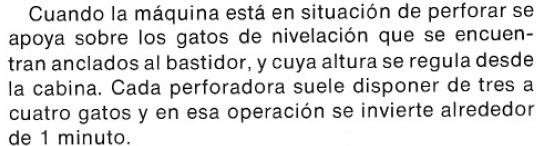 Cuando la máquina está en situación de perforar se
apoya sobre los gatos de nivelación que se encuen-
tran anclados al bastidor, y cuya altura se regula desde
la cabina. Cada perforadora suele disponer de tres a
cuatro gatos y en esa operación se invierte alrededor
de 1 minuto.